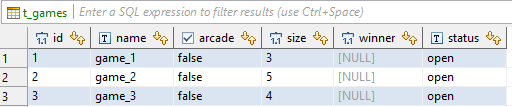 t_games Enter a SQL expression to filter results (use Ctrl+Space)
id name arcade size winner status
1 1 game_1 false 3 [NULL] open
2 2 game_2 false 5 [NULL] open
3 3 game_3 false 4 [NULL] open